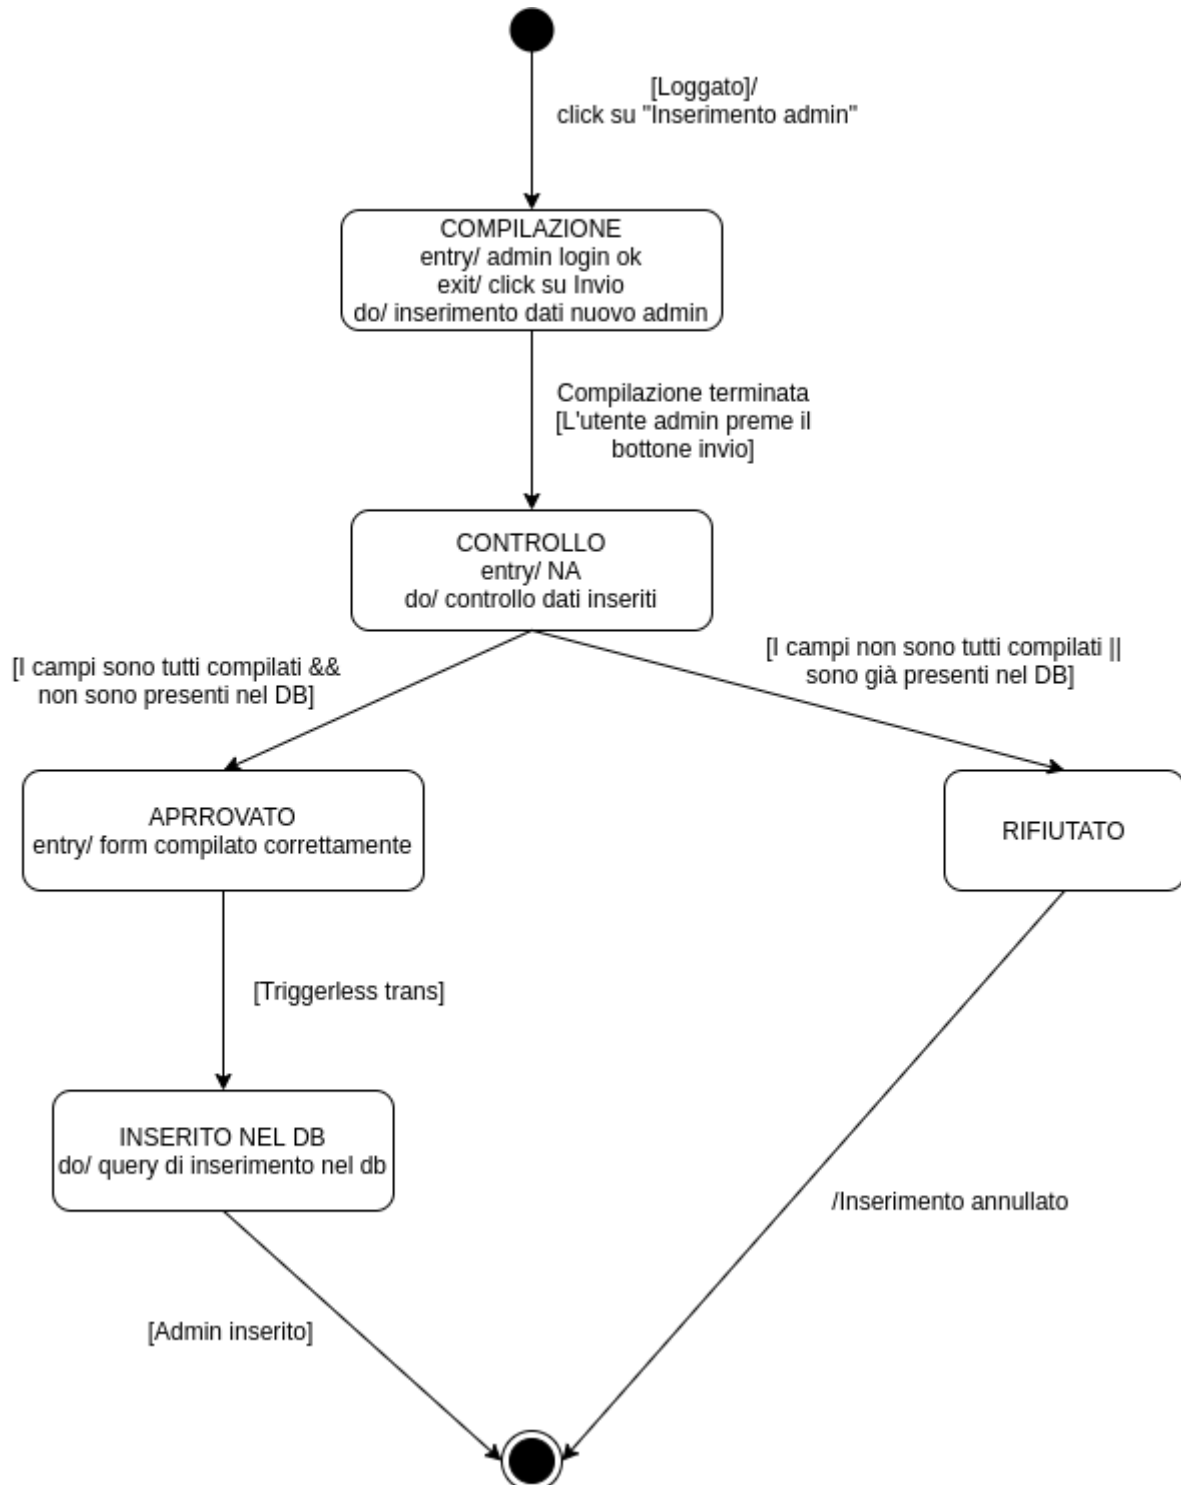 [Loggato]/
click su "Inserimento admin"
COMPILAZIONE
entry/ admin login ok
exit/ click su Invio
do/ inserimento dati nuovo admin
Compilazione terminata
[L'utente admin preme il
bottone invio]
CONTROLLO
entry/ NA
do/ controllo dati inseriti
[I campi sono tutti compilati &&
non sono presenti nel DB]
[I campi non sono tutti compilati ||
sono già presenti nel DB]
APRROVATO
entry/ form compilato correttamente
RIFIUTATO
[Triggerless trans]
INSERITO NEL DB
do/ query di inserimento nel db
/Inserimento annullato
[Admin inserito]